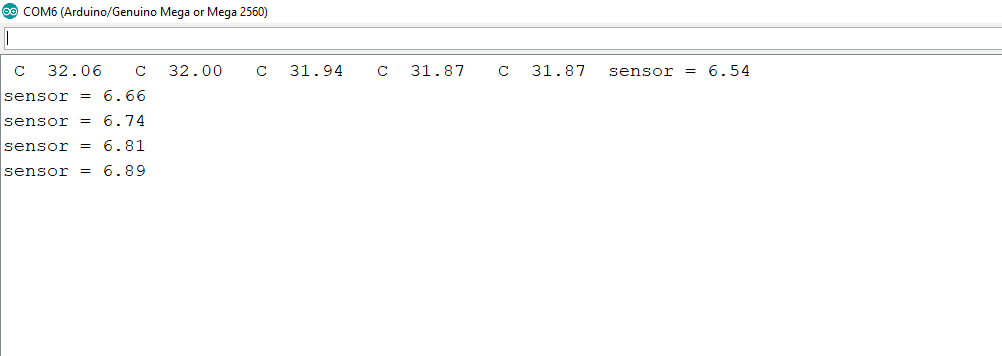 COM6 (Arduino/Genuino Mega or Mega 2560)
C 32.06 C 32.00 C 31.94 C 31.87 C 31.87 sensor = 6.54
sensor = 6.66
sensor = 6.74
sensor = 6.81
sensor = 6.89